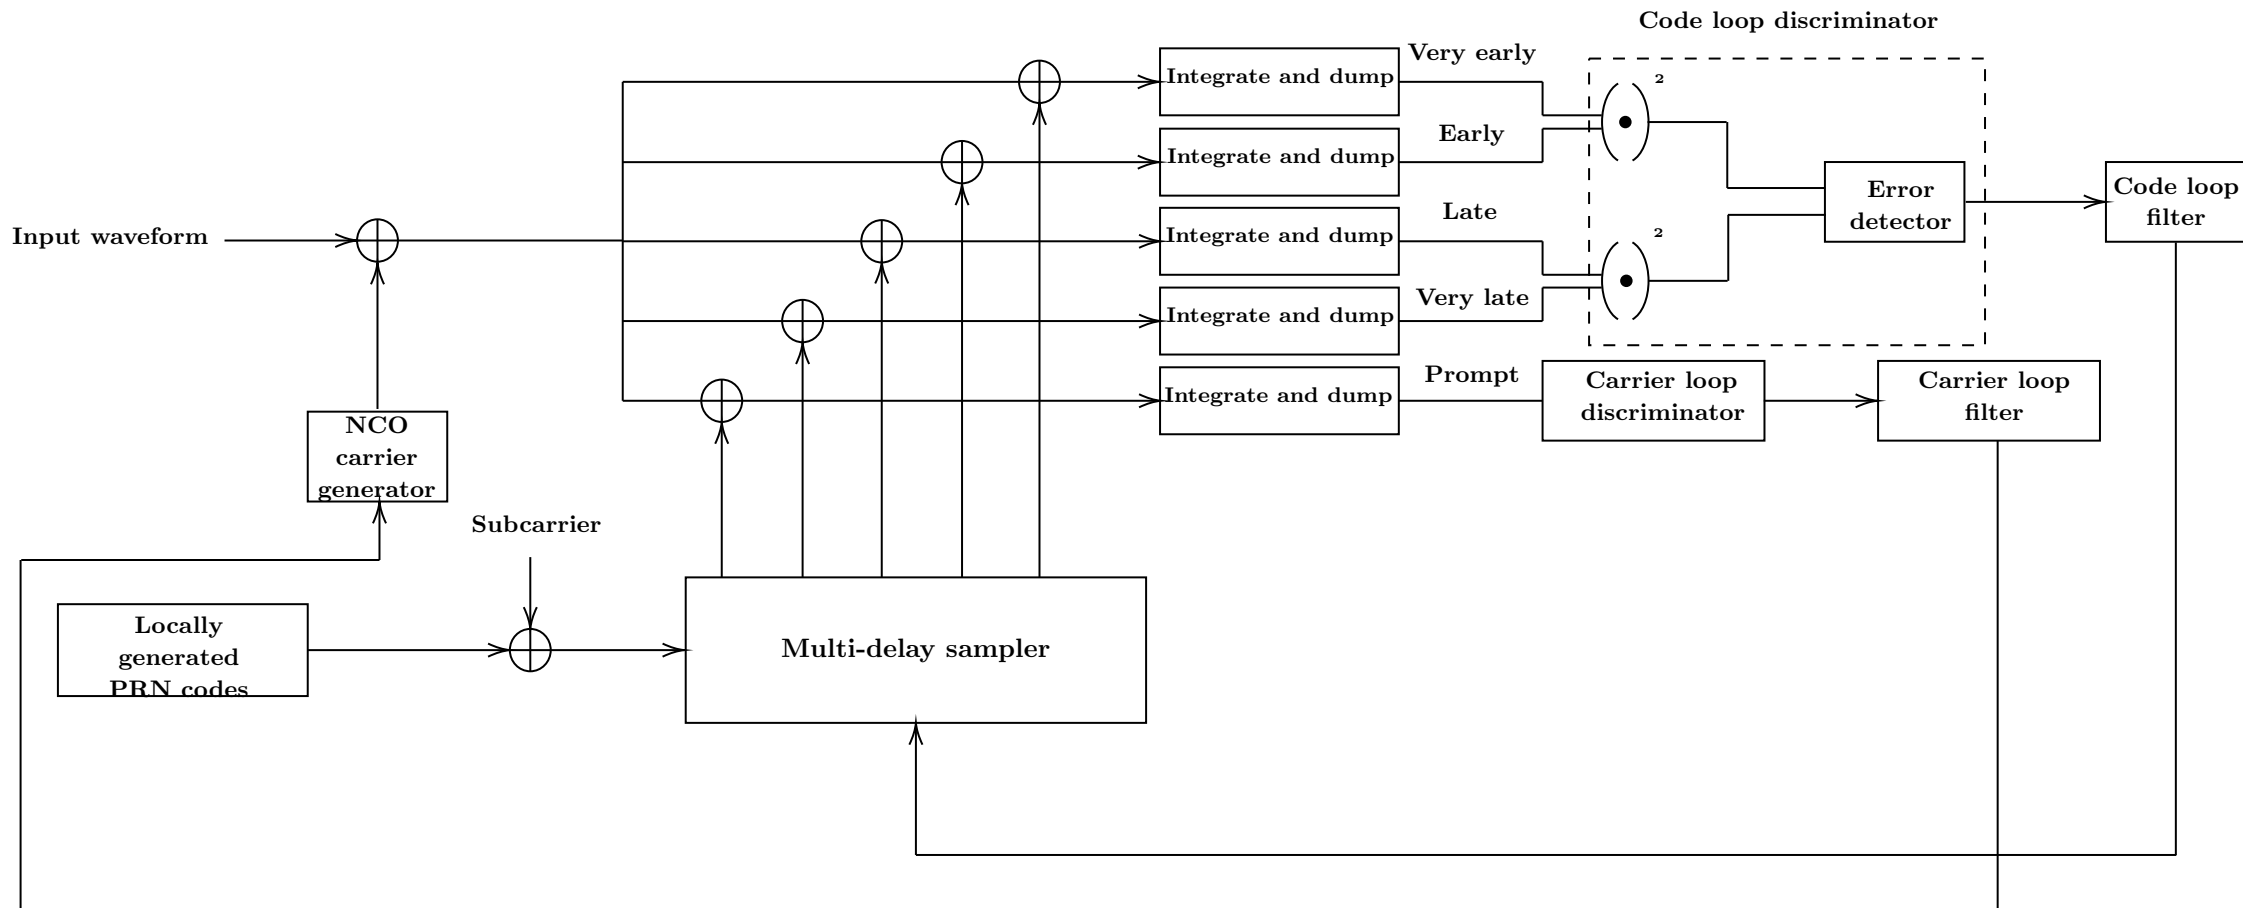 Code loop discriminator
Very early
Integrate and dump
2
Early
Integrate and dump
Error
detector
Code loop
filter
Late
Integrate and dump
2
Input waveform
Very late
Integrate and dump
Prompt
Integrate and dump
Carrier loop
discriminator
Carrier loop
filter
NCO
carrier
generator
Subcarrier
Locally
generated
PRN codes
Multi-delay sampler